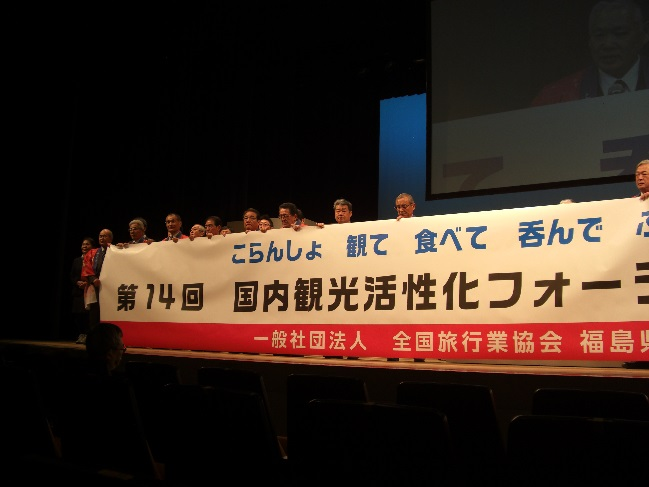 こらんしょ 観て 食べて 呑んで
第14回 国内観光活性化フォー
一般社団法人 全国旅行業協会 福島県